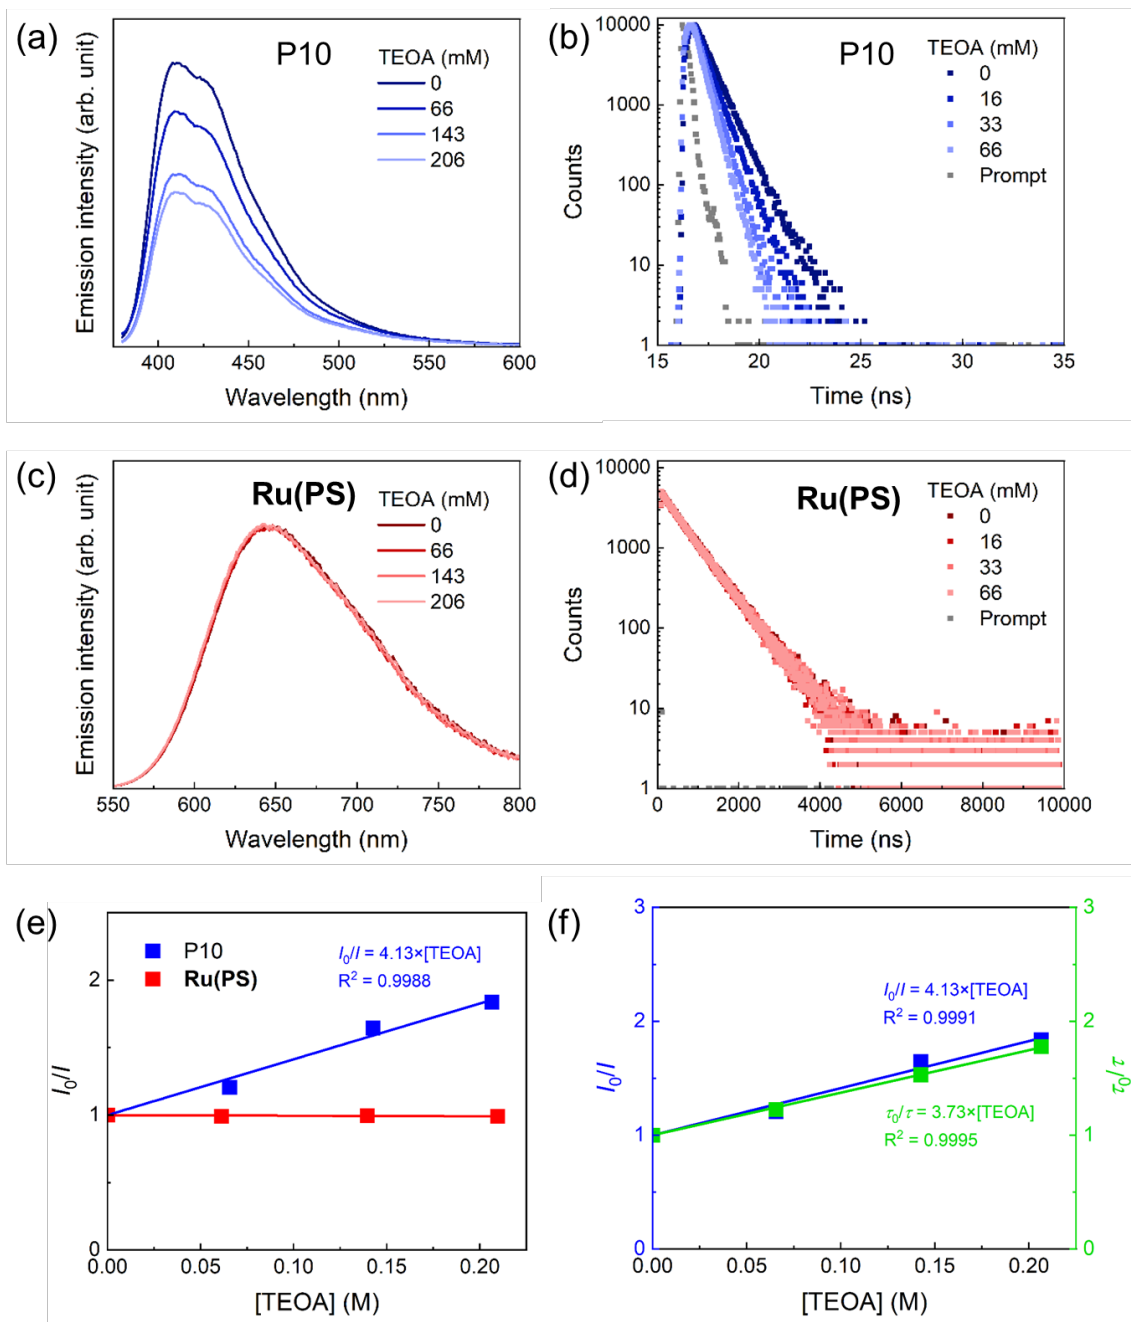 (a)
P10
TEOA (mM)
0
66
143
206
Emission intensity (arb. unit)
400
450
500
550
600
Wavelength (nm)
(b)
P10
TEOA (mM)
0
16
33
66
Prompt
Counts
10000
1000
100
10
1
15
20
25
30
35
Time (ns)
(c)
Ru(PS)
TEOA (mM)
0
66
143
206
Emission intensity (arb. unit)
550
600
650
700
750
800
Wavelength (nm)
(d)
Ru(PS)
TEOA (mM)
0
16
33
66
Prompt
Counts
10000
1000
100
10
1
0
2000
4000
6000
8000
10000
Time (ns)
(e)
P10
Ru(PS)
I₀/I = 4.13×[TEOA]
R² = 0.9988
I₀/I
2
1
0
0.00
0.05
0.10
0.15
0.20
[TEOA] (M)
(f)
I₀/I = 4.13×[TEOA]
R² = 0.9991
τ₀/τ = 3.73×[TEOA]
R² = 0.9995
I₀/I
3
2
1
0
τ₀/τ
3
2
1
0
0.00
0.05
0.10
0.15
0.20
[TEOA] (M)